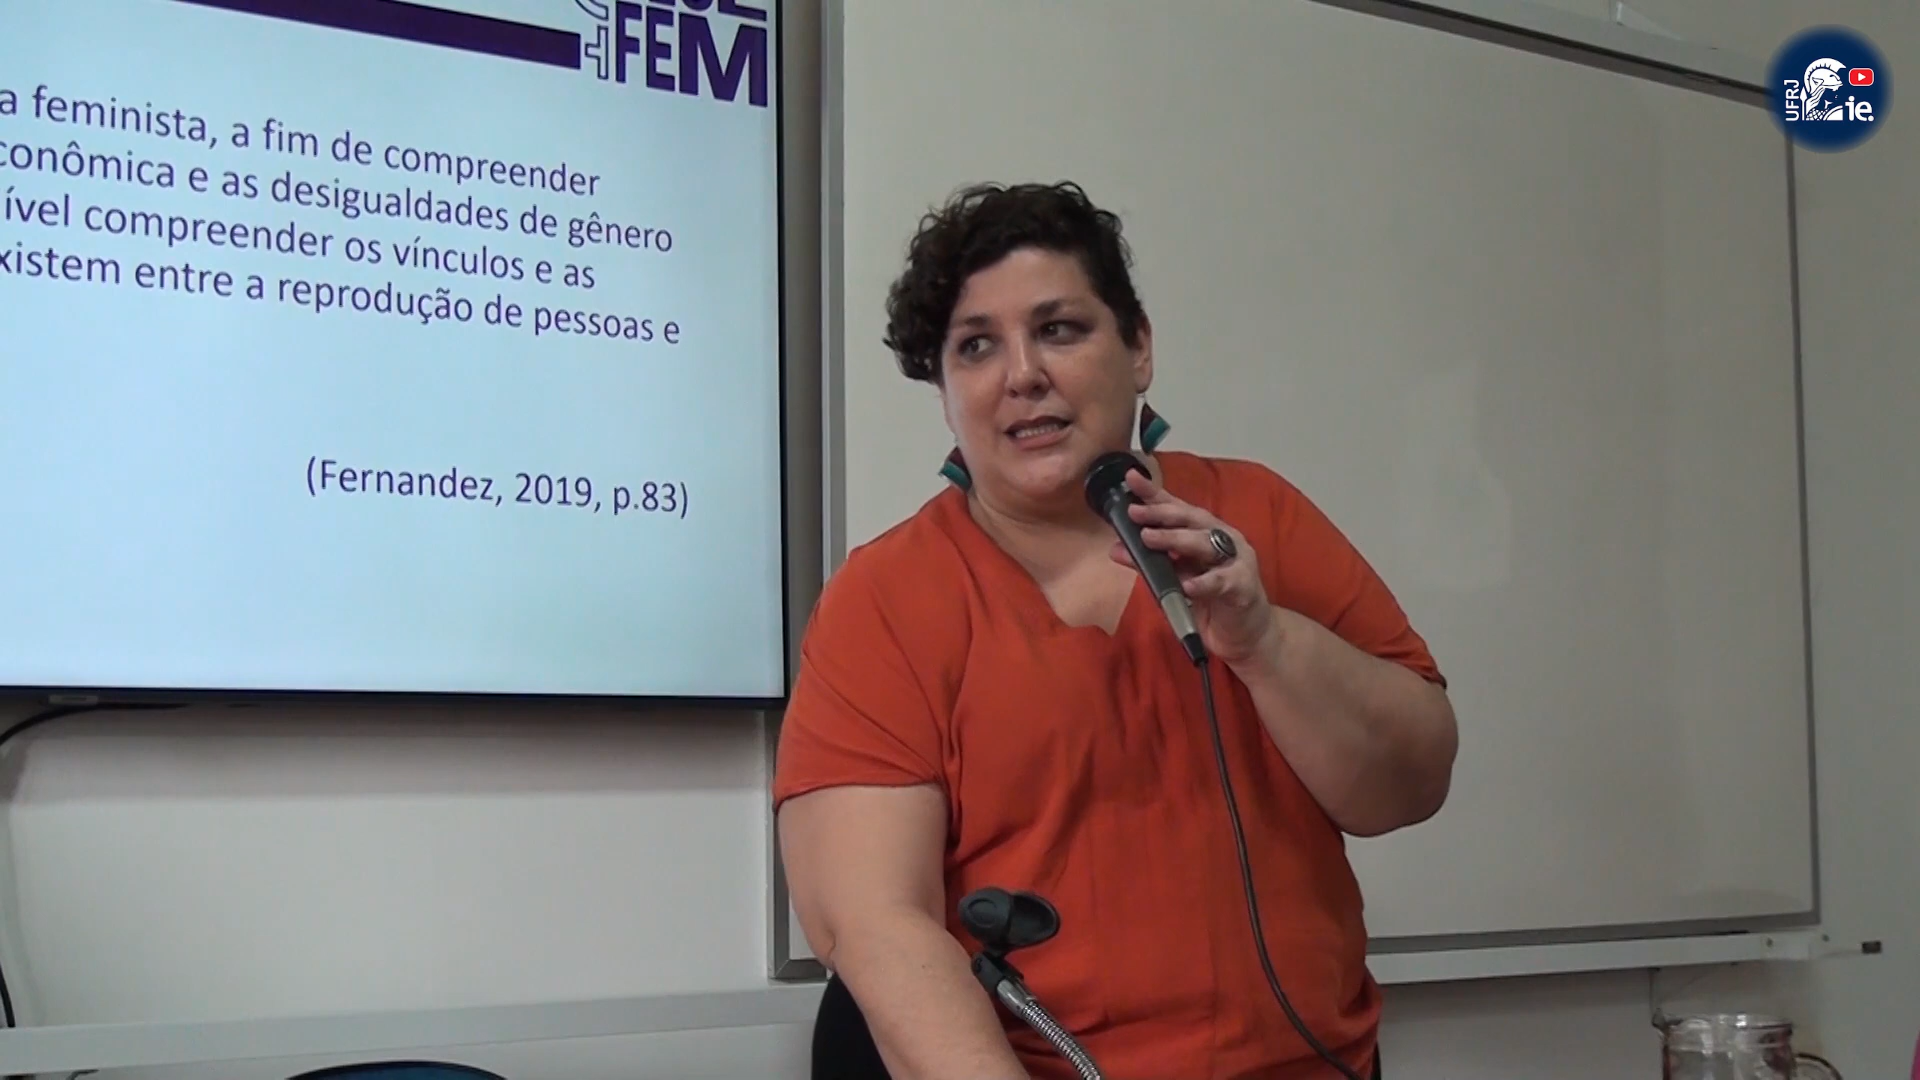 FEM
a feminista, a fim de compreender
conômica e as desigualdades de gênero
ível compreender os vínculos e as
xistem entre a reprodução de pessoas e
(Fernandez, 2019, p.83)
UFRJ
ie.